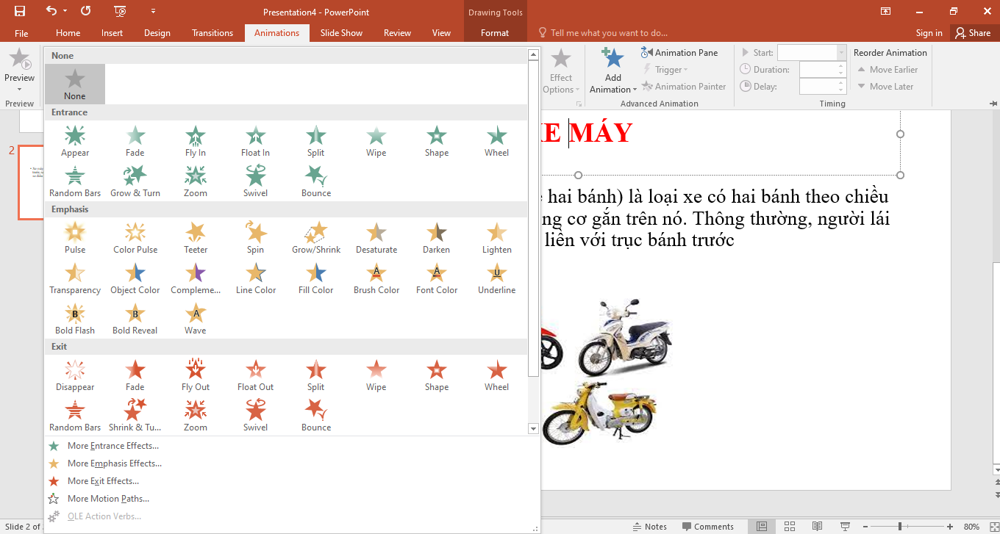 Presentation4 - PowerPoint
Drawing Tools
File Home Insert Design Transitions Animations Slide Show Review View Format Tell me what you want to do... Sign in Share
Preview
Preview
None
None
Entrance
Appear Fade Fly In Float In Split Wipe Shape Wheel
Random Bars Grow & Turn Zoom Swivel Bounce
Emphasis
Pulse Color Pulse Teeter Spin Grow/Shrink Desaturate Darken Lighten
Transparency Object Color Compleme... Line Color Fill Color Brush Color Font Color Underline
Bold Flash Bold Reveal Wave
Exit
Disappear Fade Fly Out Float Out Split Wipe Shape Wheel
Random Bars Shrink & Tu... Zoom Swivel Bounce
More Entrance Effects...
More Emphasis Effects...
More Exit Effects...
More Motion Paths...
OLE Action Verbs...
Effect
Options
Add
Animation
Animation Pane
Trigger
Animation Painter
Advanced Animation
Start:
Duration:
Delay:
Reorder Animation
Move Earlier
Move Later
Timing
2
MÁY
hai bánh) là loại xe có hai bánh theo chiều
cơ gắn trên nó. Thông thường, người lái
liền với trục bánh trước
Slide 2 of
Notes Comments 80%